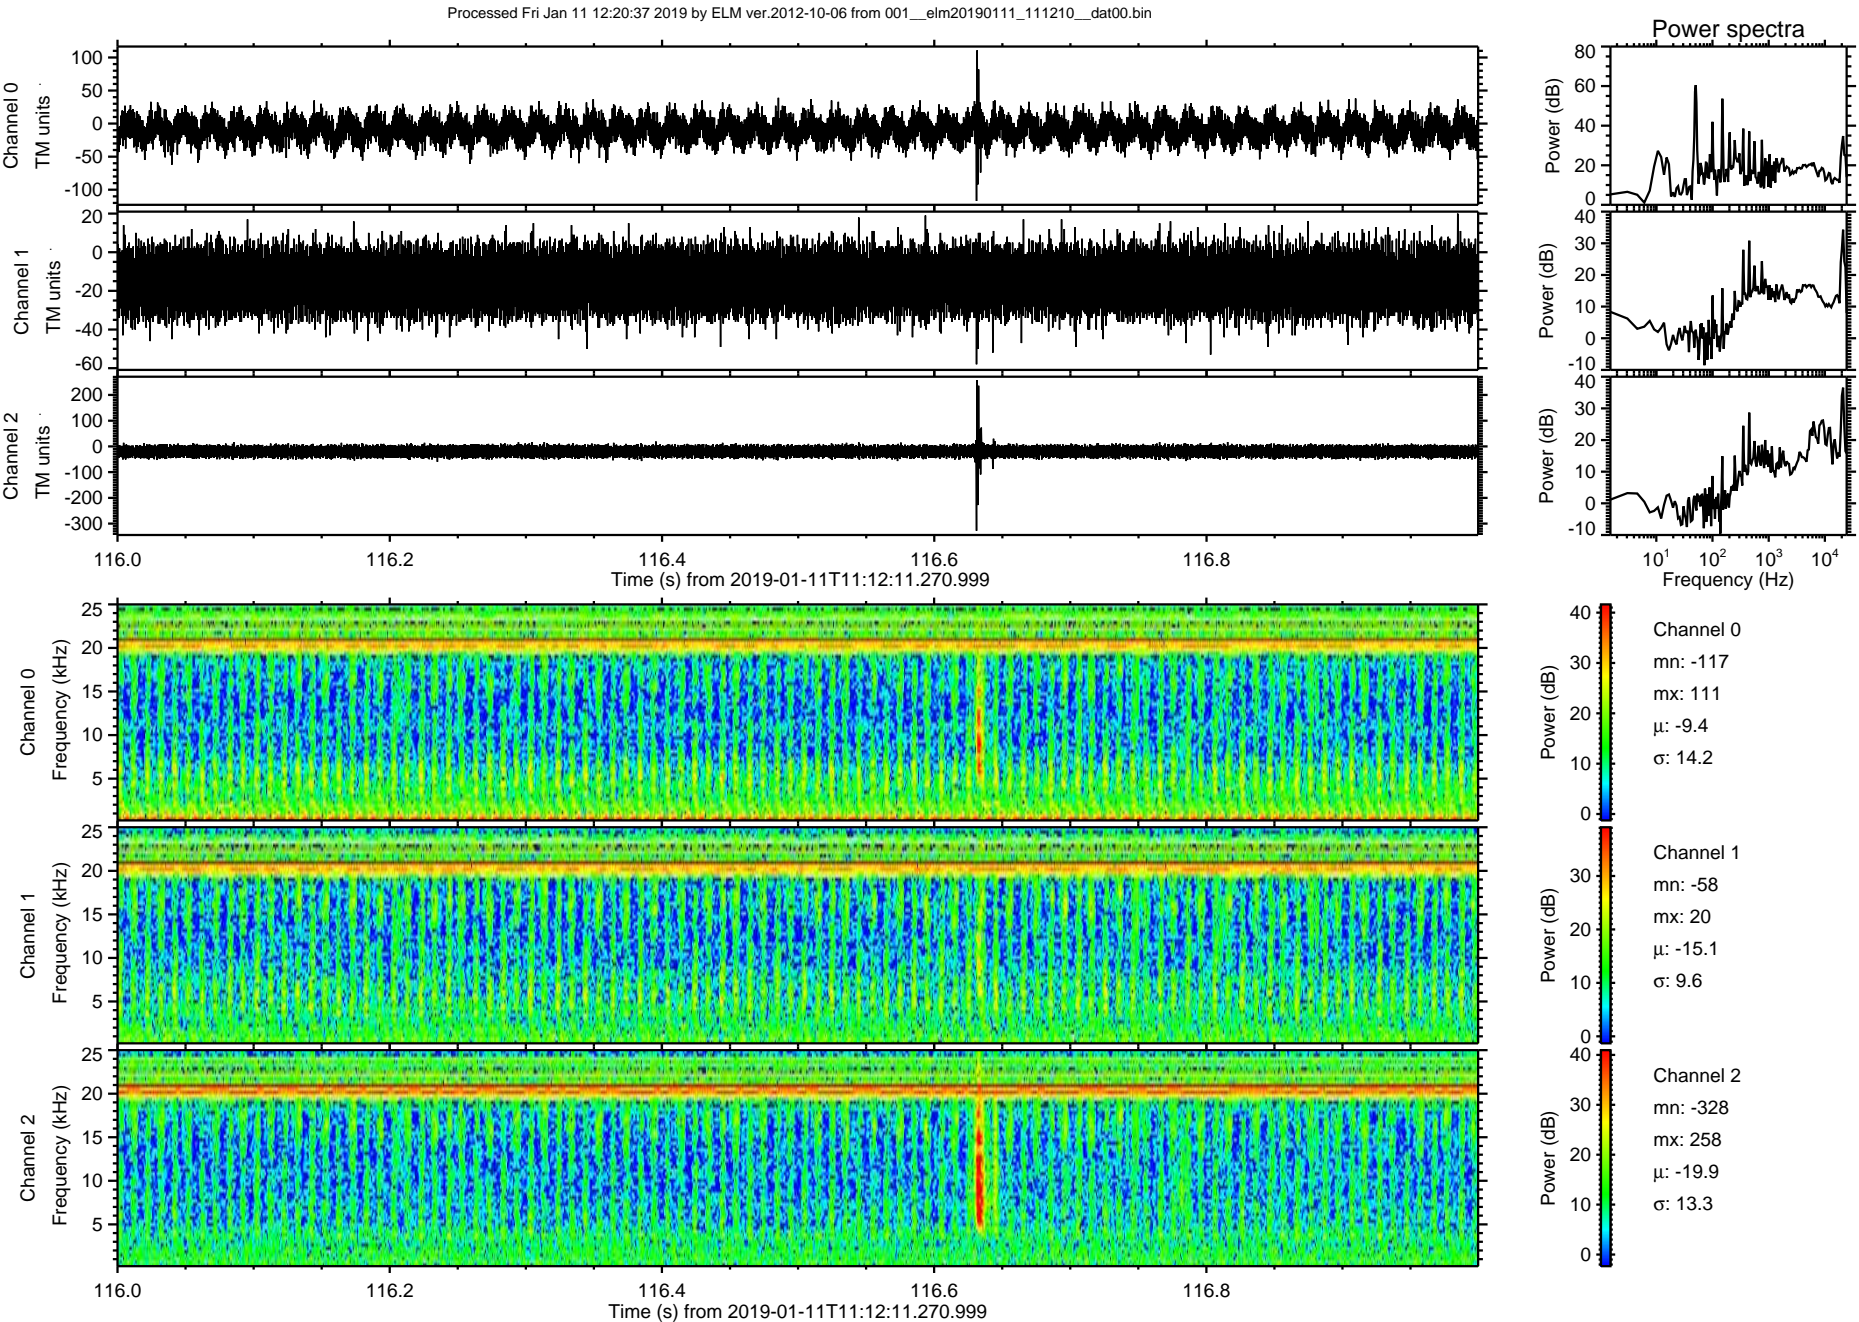 Processed Fri Jan 11 12:20:37 2019 by ELM ver.2012-10-06 from 001__elm20190111_111210__dat00.bin
Power spectra
Channel 0
TM units
100
50
0
-50
-100
Power (dB)
80
60
40
20
0
Channel 1
TM units
20
0
-20
-40
-60
Power (dB)
40
30
20
10
0
-10
Channel 2
TM units
200
100
0
-100
-200
-300
Power (dB)
40
30
20
10
0
-10
116.0 116.2 116.4 116.6 116.8
Time (s) from 2019-01-11T11:12:11.270.999
10^1 10^2 10^3 10^4
Frequency (Hz)
Channel 0
Frequency (kHz)
25
20
15
10
5
Power (dB)
40
30
20
10
0
Channel 0
mn: -117
mx: 111
μ: -9.4
σ: 14.2
Channel 1
Frequency (kHz)
25
20
15
10
5
Power (dB)
30
20
10
0
Channel 1
mn: -58
mx: 20
μ: -15.1
σ: 9.6
Channel 2
Frequency (kHz)
25
20
15
10
5
Power (dB)
40
30
20
10
0
Channel 2
mn: -328
mx: 258
μ: -19.9
σ: 13.3
116.0 116.2 116.4 116.6 116.8
Time (s) from 2019-01-11T11:12:11.270.999